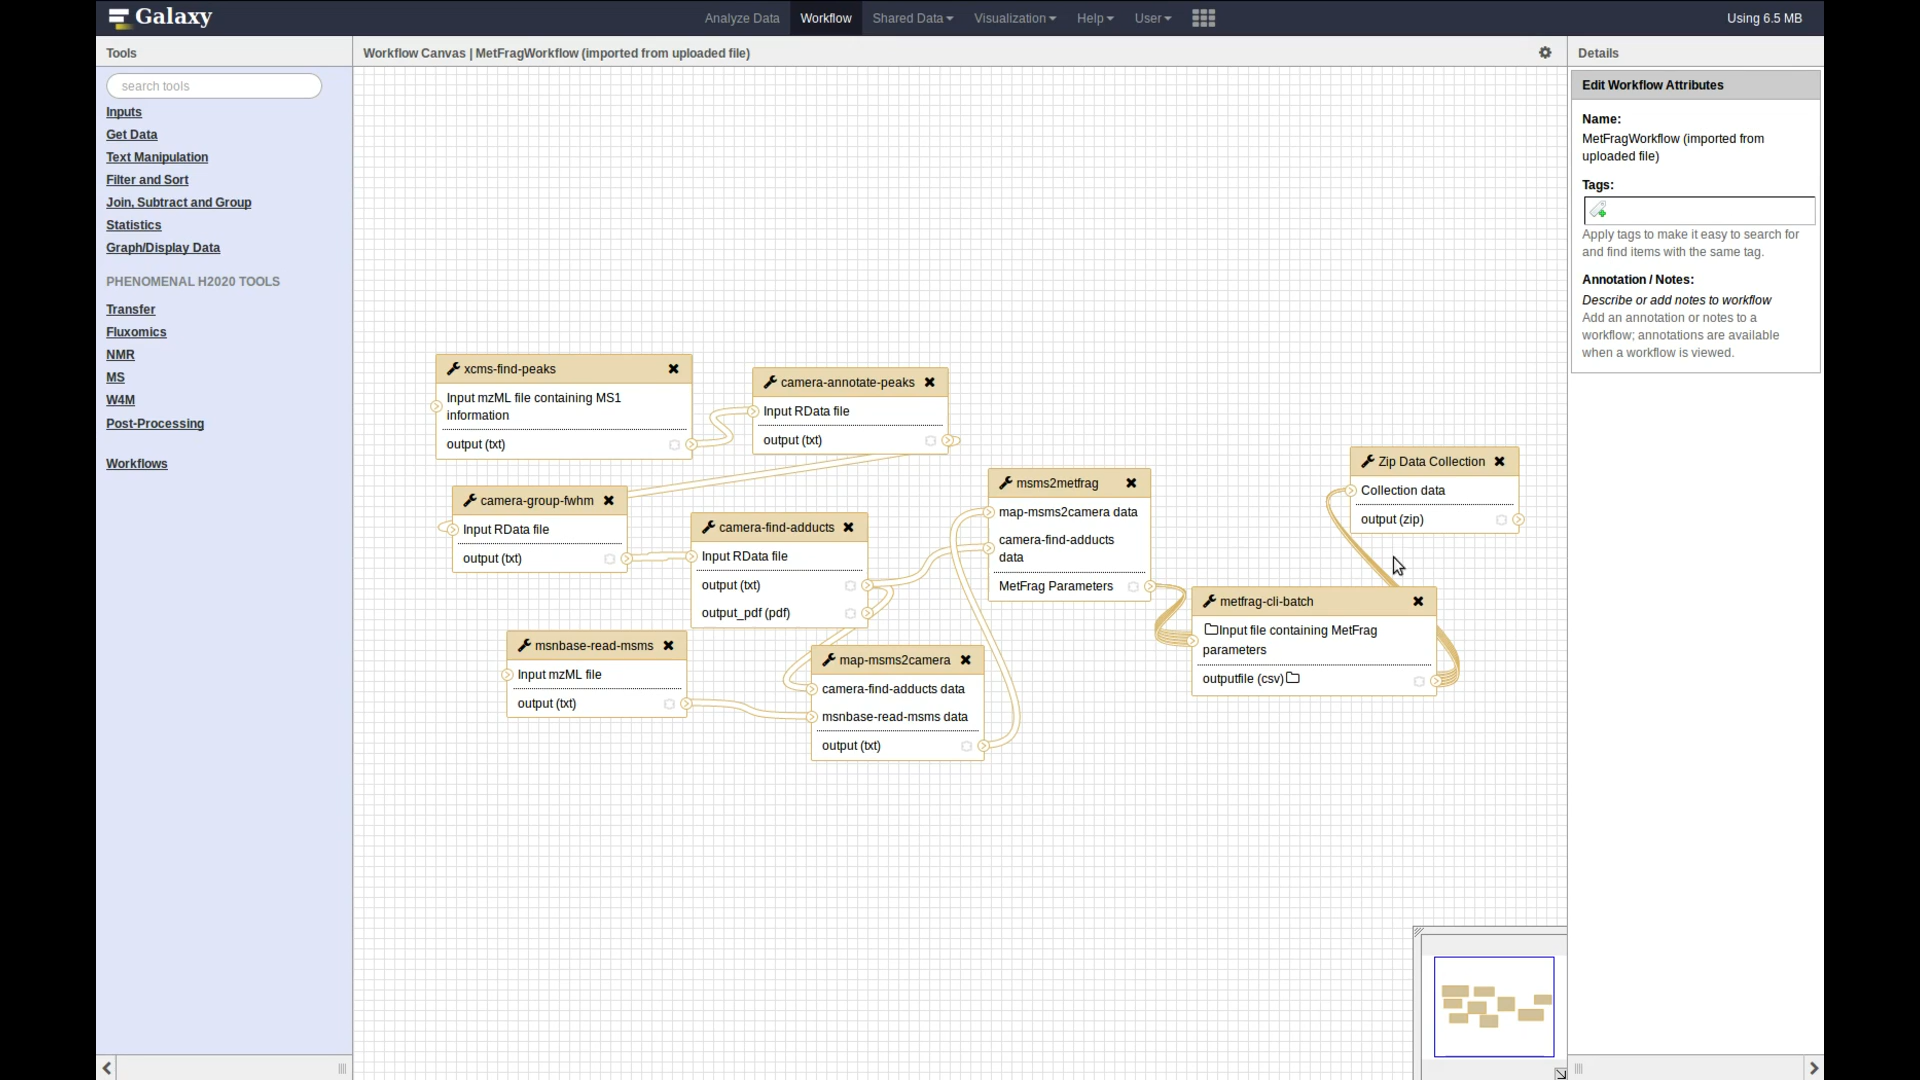 Galaxy
Analyze Data
Workflow
Shared Data
Visualization
Help
User
Using 6.5 MB
Tools
Workflow Canvas | MetFragWorkflow (imported from uploaded file)
Details
search tools
Inputs
Get Data
Text Manipulation
Filter and Sort
Join, Subtract and Group
Statistics
Graph/Display Data
PHENOMENAL H2020 TOOLS
Transfer
Fluxomics
NMR
MS
W4M
Post-Processing
Workflows
xcms-find-peaks
Input mzML file containing MS1
information
output (txt)
camera-annotate-peaks
Input RData file
output (txt)
camera-group-fwhm
Input RData file
output (txt)
camera-find-adducts
Input RData file
output (txt)
output_pdf (pdf)
msnbase-read-msms
Input mzML file
output (txt)
map-msms2camera
camera-find-adducts data
msnbase-read-msms data
output (txt)
msms2metfrag
map-msms2camera data
camera-find-adducts
data
MetFrag Parameters
metfrag-cli-batch
Input file containing MetFrag
parameters
outputfile (csv)
Zip Data Collection
Collection data
output (zip)
Edit Workflow Attributes
Name:
MetFragWorkflow (imported from
uploaded file)
Tags:
Apply tags to make it easy to search for
and find items with the same tag.
Annotation / Notes:
Describe or add notes to workflow
Add an annotation or notes to a
workflow; annotations are available
when a workflow is viewed.